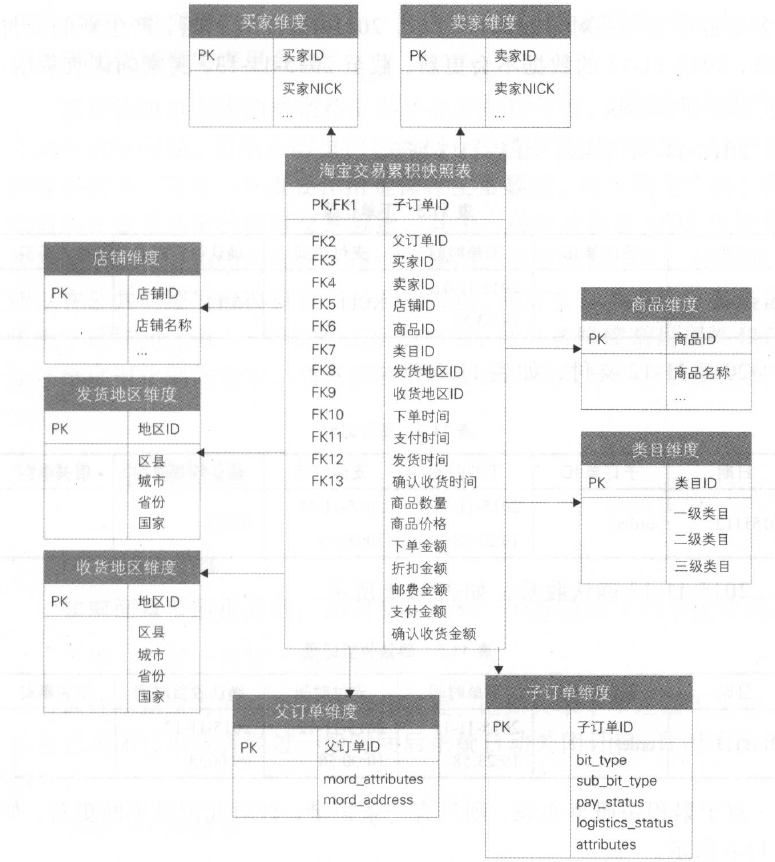 买家维度
PK 买家ID
买家NICK
...
卖家维度
PK 卖家ID
卖家NICK
...
淘宝交易累积快照表
PK,FK1 子订单ID
FK2 父订单ID
FK3 买家ID
FK4 卖家ID
FK5 店铺ID
FK6 商品ID
FK7 类目ID
FK8 发货地区ID
FK9 收货地区ID
FK10 下单时间
FK11 支付时间
FK12 发货时间
FK13 确认收货时间
商品数量
商品价格
下单金额
折扣金额
邮费金额
支付金额
确认收货金额
店铺维度
PK 店铺ID
店铺名称
...
发货地区维度
PK 地区ID
区县
城市
省份
国家
收货地区维度
PK 地区ID
区县
城市
省份
国家
商品维度
PK 商品ID
商品名称
...
类目维度
PK 类目ID
一级类目
二级类目
三级类目
父订单维度
PK 父订单ID
mord_attributes
mord_address
子订单维度
PK 子订单ID
bit_type
sub_bit_type
pay_status
logistics_status
attributes